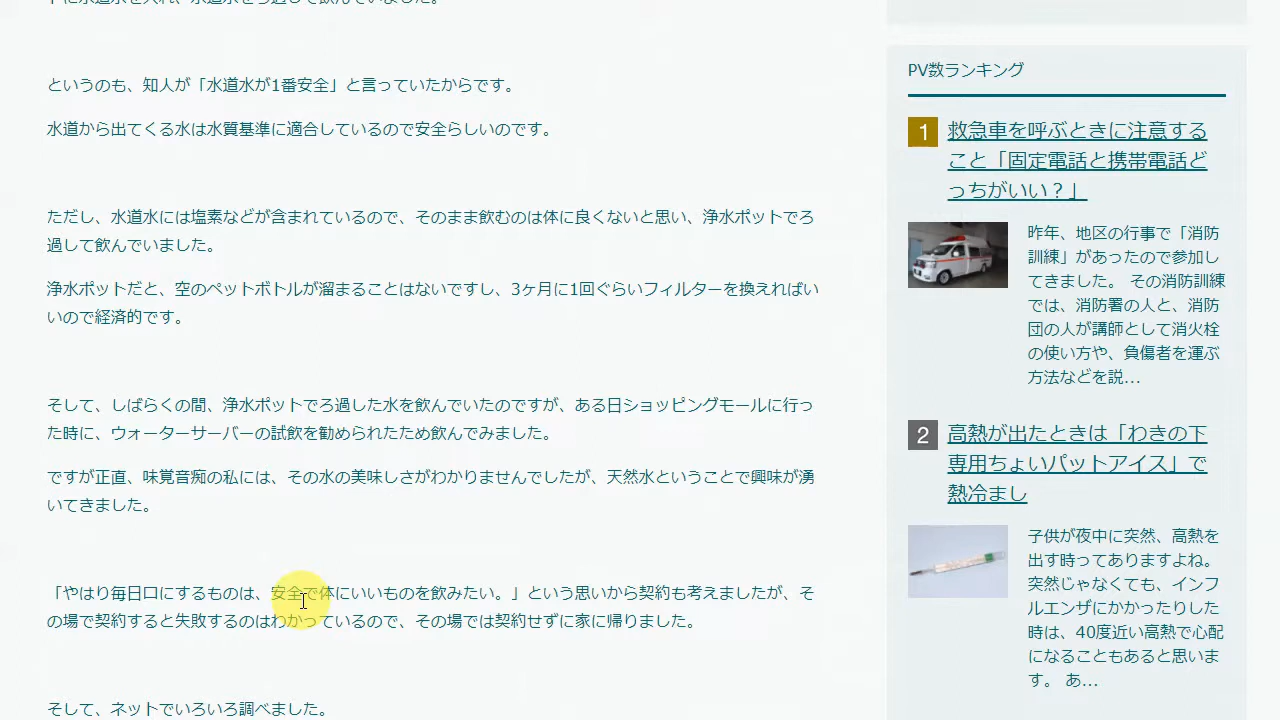 トに水道水を入れ、水道水をろ過して飲んでいました。
というのも、知人が「水道水が1番安全」と言っていたからです。
水道から出てくる水は水質基準に適合しているので安全らしいのです。
ただし、水道水には塩素などが含まれているので、そのまま飲むのは体に良くないと思い、浄水ポットでろ
過して飲んでいました。
浄水ポットだと、空のペットボトルが溜まることはないですし、3ヶ月に1回ぐらいフィルターを換えればい
いので経済的です。
そして、しばらくの間、浄水ポットでろ過した水を飲んでいたのですが、ある日ショッピングモールに行っ
た時に、ウォーターサーバーの試飲を勧められたため飲んでみました。
ですが正直、味覚音痴の私には、その水の美味しさがわかりませんでしたが、天然水ということで興味が湧
いてきました。
「やはり毎日口にするものは、安全で体にいいものを飲みたい。」という思いから契約も考えましたが、そ
の場で契約すると失敗するのはわかっているので、その場では契約せずに家に帰りました。
そして、ネットでいろいろ調べました。
PV数ランキング
1
救急車を呼ぶときに注意する
こと「固定電話と携帯電話ど
っちがいい？」
昨年、地区の行事で「消防
訓練」があったので参加し
てきました。 その消防訓練
では、消防署の人と、消防
団の人が講師として消火栓
の使い方や、負傷者を運ぶ
方法などを説...
2
高熱が出たときは「わきの下
専用ちょいパットアイス」で
熱冷まし
子供が夜中に突然、高熱を
出す時ってありますよね。
突然じゃなくても、インフ
ルエンザにかかったりした
時は、40度近い高熱で心配
になることもあると思いま
す。 あ...